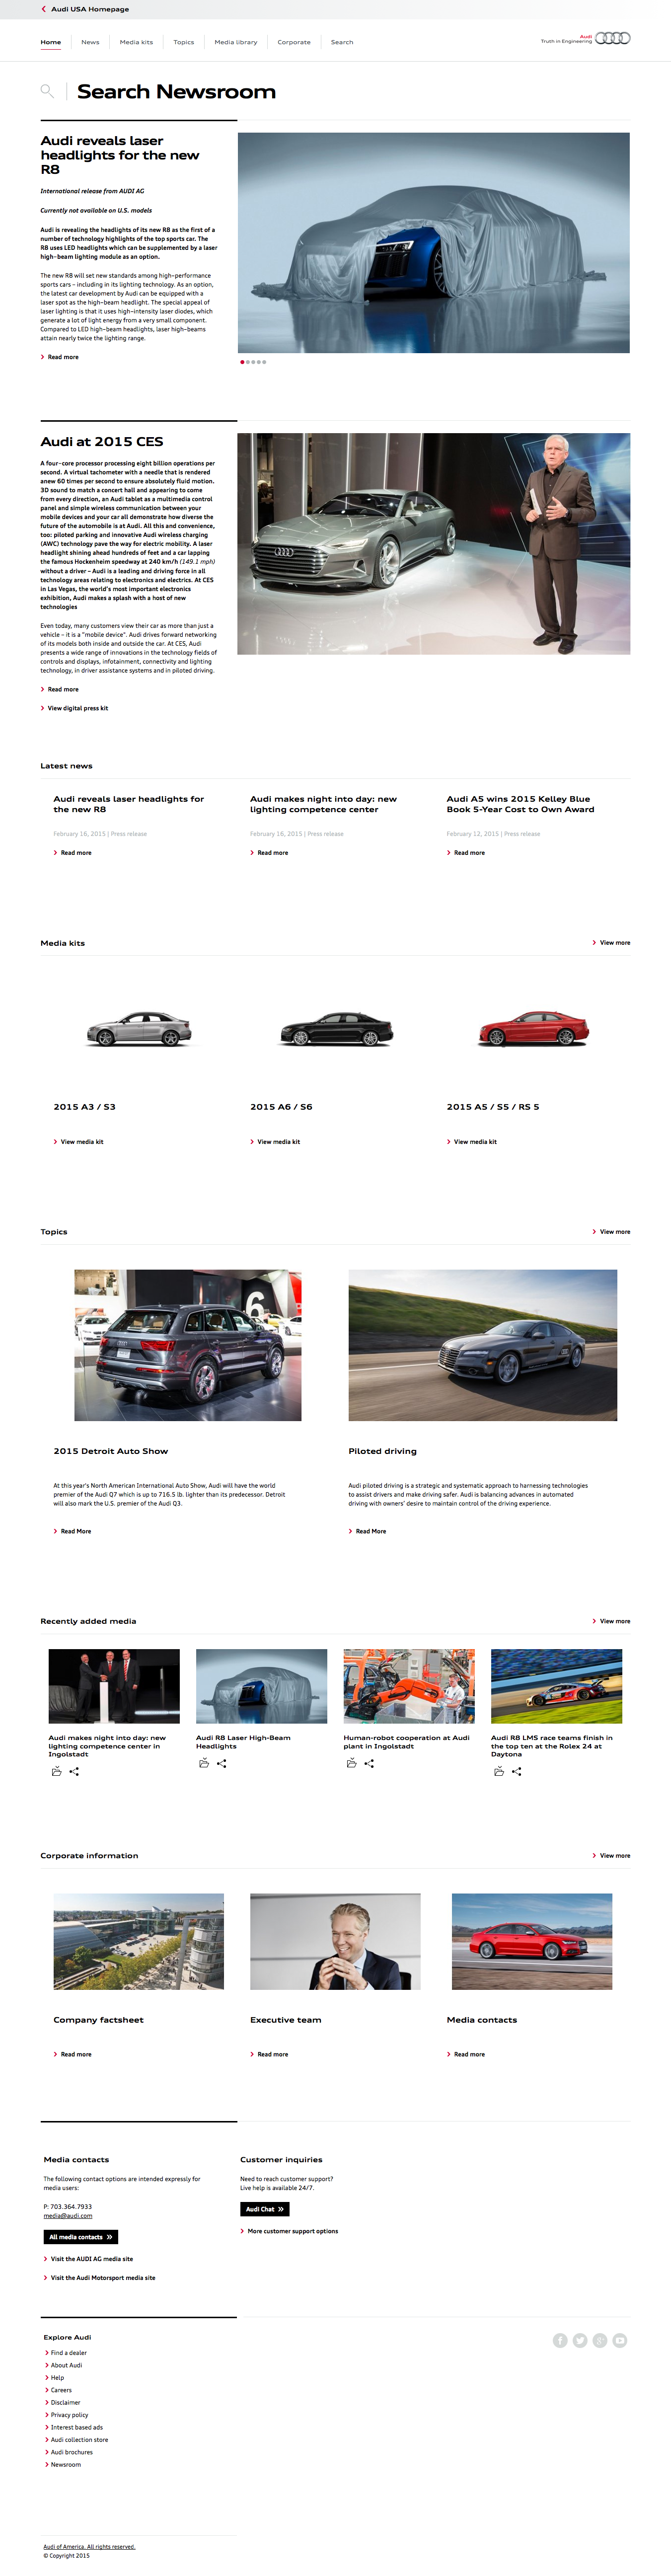 Audi USA Homepage
Home
News
Media kits
Topics
Media library
Corporate
Search
Audi
Truth in Engineering
Search Newsroom
Audi reveals laser
headlights for the new
R8
International release from AUDI AG
Currently not available on U.S. models
Audi is revealing the headlights of its new R8 as the first of a
number of technology highlights of the top sports car. The
R8 uses LED headlights which can be supplemented by a laser
high-beam lighting module as an option.
The new R8 will set new standards among high-performance
sports cars – including in its lighting technology. As an option,
the latest car development by Audi can be equipped with a
laser spot as the high-beam headlight. The special appeal of
laser lighting is that it uses high-intensity laser diodes, which
generate a lot of light energy from a very small component.
Compared to LED high-beam headlights, laser high-beams
attain nearly twice the lighting range.
Read more
Audi at 2015 CES
A four-core processor processing eight billion operations per
second. A virtual tachometer with a needle that is rendered
anew 60 times per second to ensure absolutely fluid motion.
3D sound to match a concert hall and appearing to come
from every direction, an Audi tablet as a multimedia control
panel and simple wireless communication between your
mobile devices and your car all demonstrate how diverse the
future of the automobile is at Audi. All this and convenience,
too: piloted parking and innovative Audi wireless charging
(AWC) technology pave the way for electric mobility. A laser
headlight shining ahead hundreds of feet and a car lapping
the famous Hockenheim speedway at 240 km/h (149.1 mph)
without a driver – Audi is a leading and driving force in all
technology areas relating to electronics and electrics. At CES
in Las Vegas, the world's most important electronics
exhibition, Audi makes a splash with a host of new
technologies
Even today, many customers view their car as more than just a
vehicle – it is a "mobile device". Audi drives forward networking
of its models both inside and outside the car. At CES, Audi
presents a wide range of innovations in the technology fields of
controls and displays, infotainment, connectivity and lighting
technology, in driver assistance systems and in piloted driving.
Read more
View digital press kit
Latest news
Audi reveals laser headlights for
the new R8
February 16, 2015 | Press release
Read more
Audi makes night into day: new
lighting competence center
February 16, 2015 | Press release
Read more
Audi A5 wins 2015 Kelley Blue
Book 5-Year Cost to Own Award
February 12, 2015 | Press release
Read more
Media kits
View more
2015 A3 / S3
View media kit
2015 A6 / S6
View media kit
2015 A5 / S5 / RS 5
View media kit
Topics
View more
6
2015 Detroit Auto Show
At this year's North American International Auto Show, Audi will have the world
premier of the Audi Q7 which is up to 716.5 lb. lighter than its predecessor. Detroit
will also mark the U.S. premier of the Audi Q3.
Read More
Piloted driving
Audi piloted driving is a strategic and systematic approach to harnessing technologies
to assist drivers and make driving safer. Audi is balancing advances in automated
driving with owners' desire to maintain control of the driving experience.
Read More
Recently added media
View more
Audi makes night into day: new
lighting competence center in
Ingolstadt
Audi R8 Laser High-Beam
Headlights
Human-robot cooperation at Audi
plant in Ingolstadt
Audi R8 LMS race teams finish in
the top ten at the Rolex 24 at
Daytona
Corporate information
View more
Company factsheet
Read more
Executive team
Read more
Media contacts
Read more
Media contacts
The following contact options are intended expressly for
media users:
P: 703.364.7933
media@audi.com
All media contacts
Visit the AUDI AG media site
Visit the Audi Motorsport media site
Customer inquiries
Need to reach customer support?
Live help is available 24/7.
Audi Chat
More customer support options
Explore Audi
Find a dealer
About Audi
Help
Careers
Disclaimer
Privacy policy
Interest based ads
Audi collection store
Audi brochures
Newsroom
Audi of America. All rights reserved.
© Copyright 2015